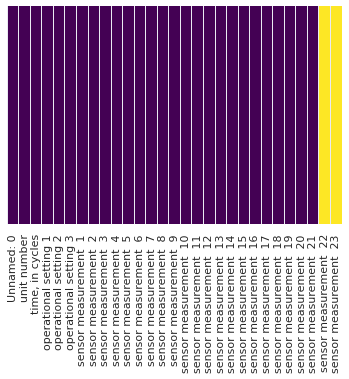 Unnamed: 0
unit number
time, in cycles
operational setting 1
operational setting 2
operational setting 3
sensor measurement 1
sensor measurement 2
sensor measurement 3
sensor measurement 4
sensor measurement 5
sensor measurement 6
sensor measurement 7
sensor measurement 8
sensor measurement 9
sensor measurement 10
sensor measurement 11
sensor measurement 12
sensor measurement 13
sensor measurement 14
sensor measurement 15
sensor measurement 16
sensor measurement 17
sensor measurement 18
sensor measurement 19
sensor measurement 20
sensor measurement 21
sensor measurement 22
sensor measurement 23